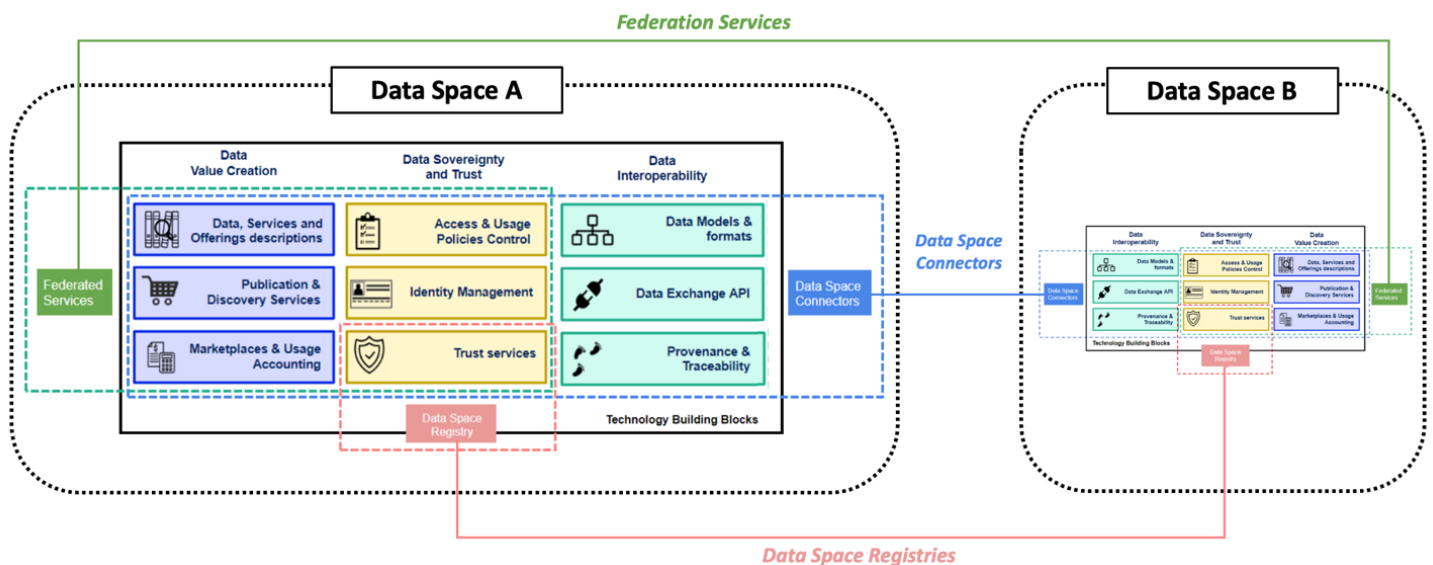 Federation Services
Data Space A
Data
Value Creation
Data Sovereignty
and Trust
Data
Interoperability
Data, Services and
Offerings descriptions
Access & Usage
Policies Control
Data Models &
formats
Federated
Services
Publication &
Discovery Services
Identity Management
Data Exchange API
Data Space
Connectors
Marketplaces & Usage
Accounting
Trust services
Provenance &
Traceability
Data Space
Registry
Technology Building Blocks
Data Space
Connectors
Data Space B
Data
Interoperability
Data Sovereignty
and Trust
Data
Value Creation
Data Models &
formats
Access & Usage
Policies Control
Data, Services and
Offerings descriptions
Data Space
Connectors
Data Exchange API
Identity Management
Publication &
Discovery Services
Federated
Services
Provenance &
Traceability
Trust services
Marketplaces & Usage
Accounting
Technology Building Blocks
Data Space
Registry
Data Space Registries